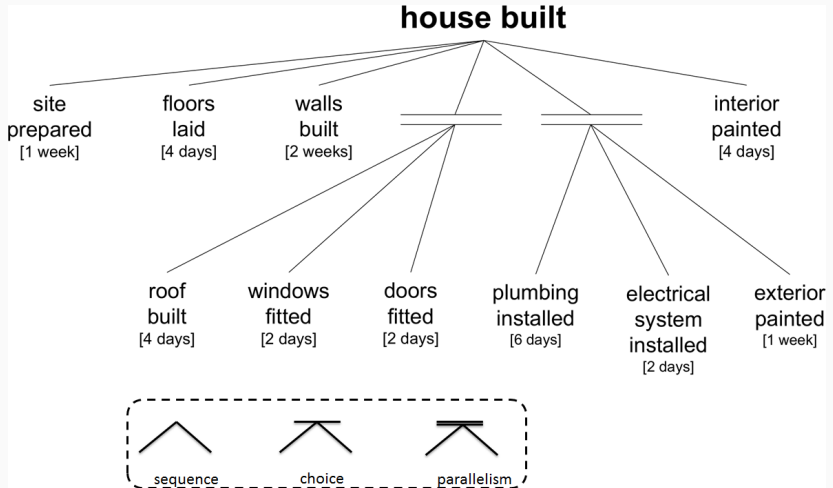 house built
site
prepared
[1 week]
floors
laid
[4 days]
walls
built
[2 weeks]
interior
painted
[4 days]
roof
built
[4 days]
windows
fitted
[2 days]
doors
fitted
[2 days]
plumbing
installed
[6 days]
electrical
system
installed
[2 days]
exterior
painted
[1 week]
sequence
choice
parallelism